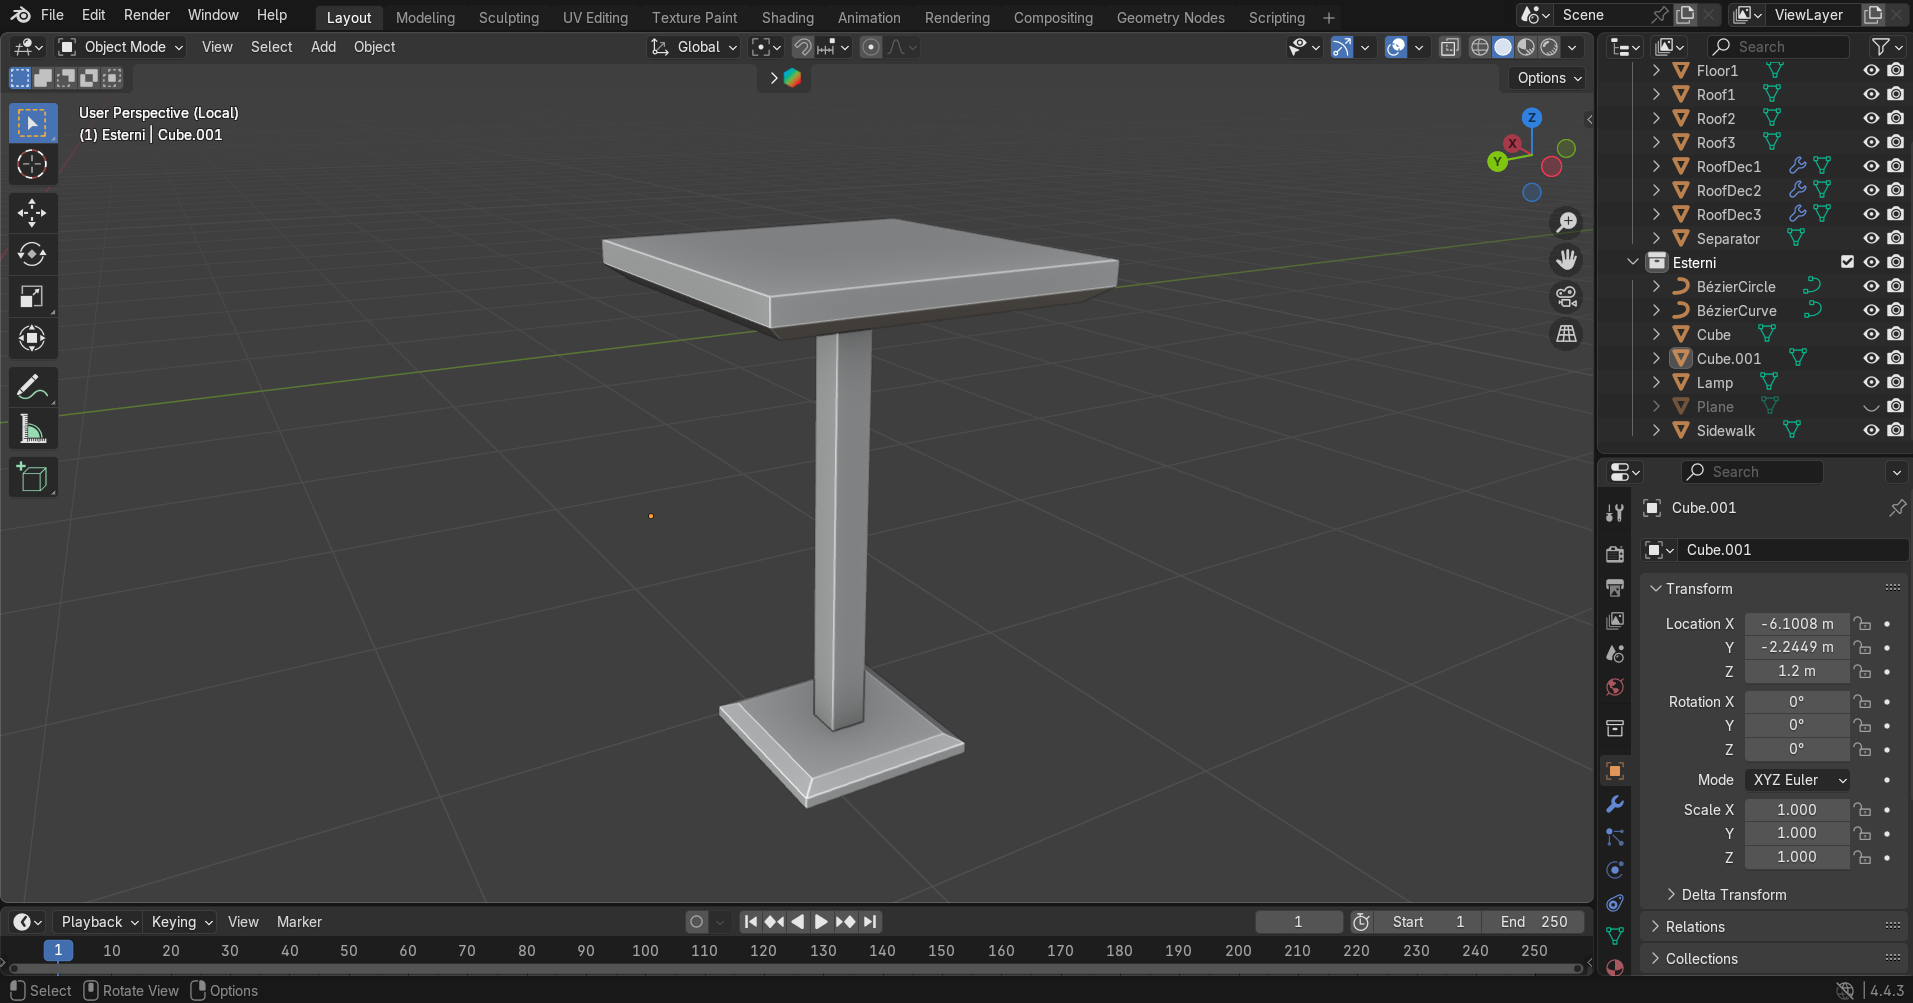 File Edit Render Window Help
Layout Modeling Sculpting UV Editing Texture Paint Shading Animation Rendering Compositing Geometry Nodes Scripting +
Scene
ViewLayer
Object Mode View Select Add Object
Global
Search
Options
User Perspective (Local)
(1) Esterni | Cube.001
Z
X
Y
Floor1
Roof1
Roof2
Roof3
RoofDec1
RoofDec2
RoofDec3
Separator
Esterni
BézierCircle
BézierCurve
Cube
Cube.001
Lamp
Plane
Sidewalk
Search
Cube.001
Cube.001
Transform
Location X -6.1008 m
Y -2.2449 m
Z 1.2 m
Rotation X 0°
Y 0°
Z 0°
Mode XYZ Euler
Scale X 1.000
Y 1.000
Z 1.000
Delta Transform
Relations
Collections
Playback Keying View Marker
1 Start 1 End 250
1 10 20 30 40 50 60 70 80 90 100 110 120 130 140 150 160 170 180 190 200 210 220 230 240 250
Select Rotate View Options
4.4.3